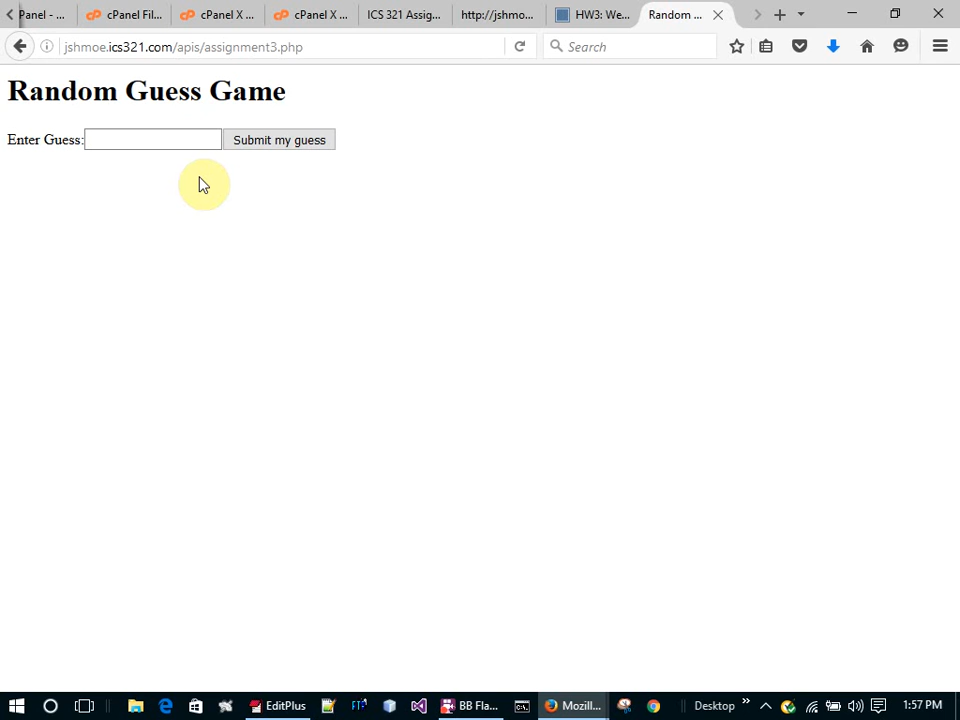 Panel - ...
cPanel Fil...
cPanel X ...
cPanel X ...
ICS 321 Assig...
http://jshmo...
HW3: We...
Random ...
jshmoe.ics321.com/apis/assignment3.php
Search
Random Guess Game
Enter Guess:
Submit my guess
EditPlus
BB Fla...
Mozill...
Desktop
1:57 PM